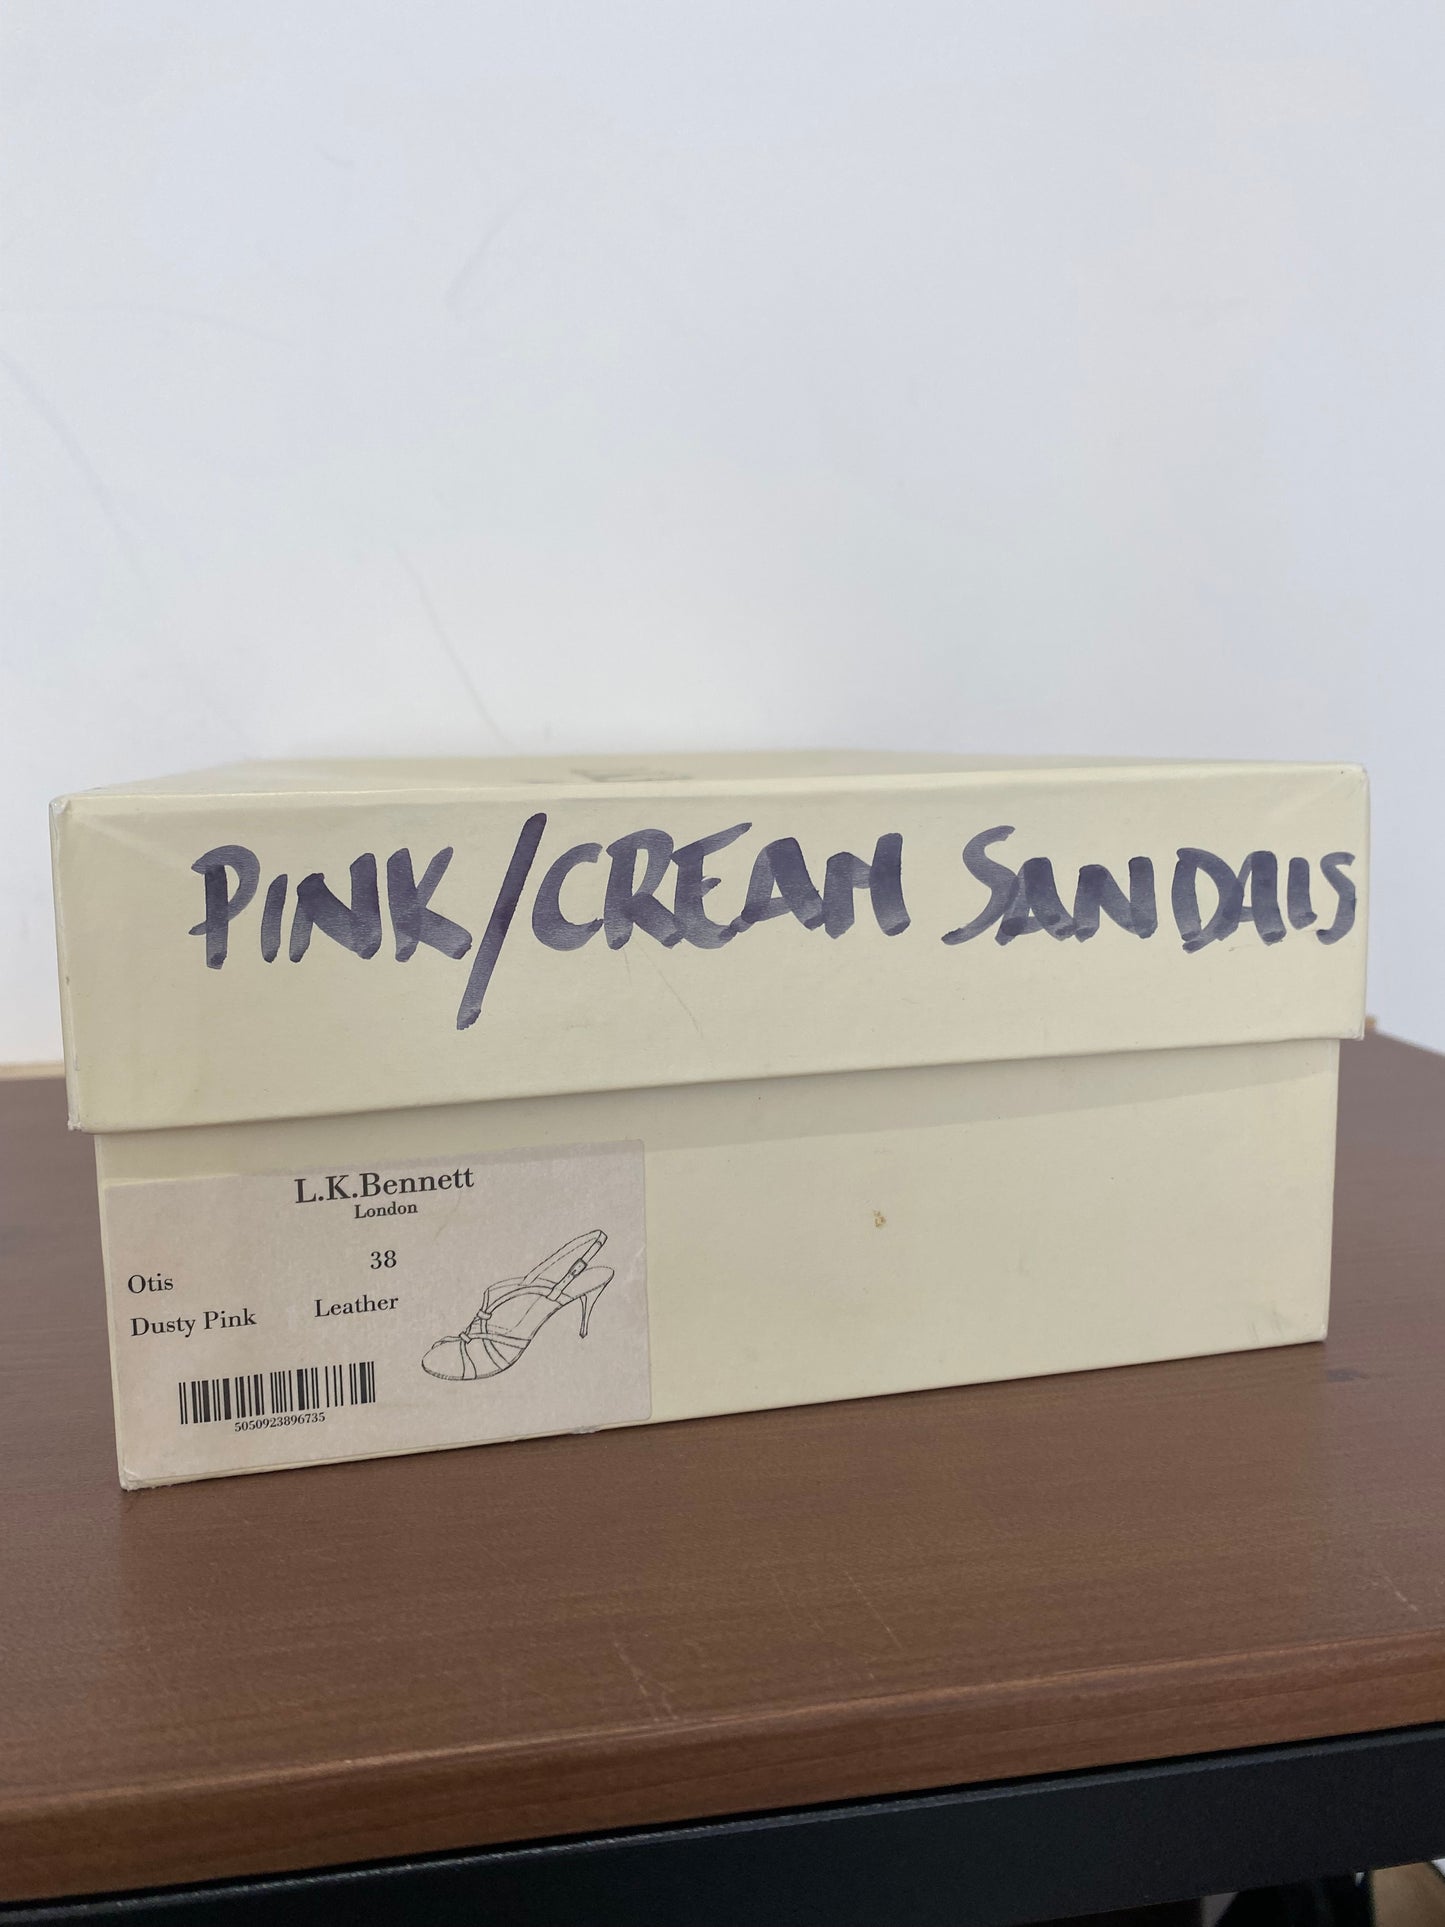 PINK/CREAM SANDALS
L.K.Bennett
London
38
Otis
Leather
Dusty Pink
5050923896735